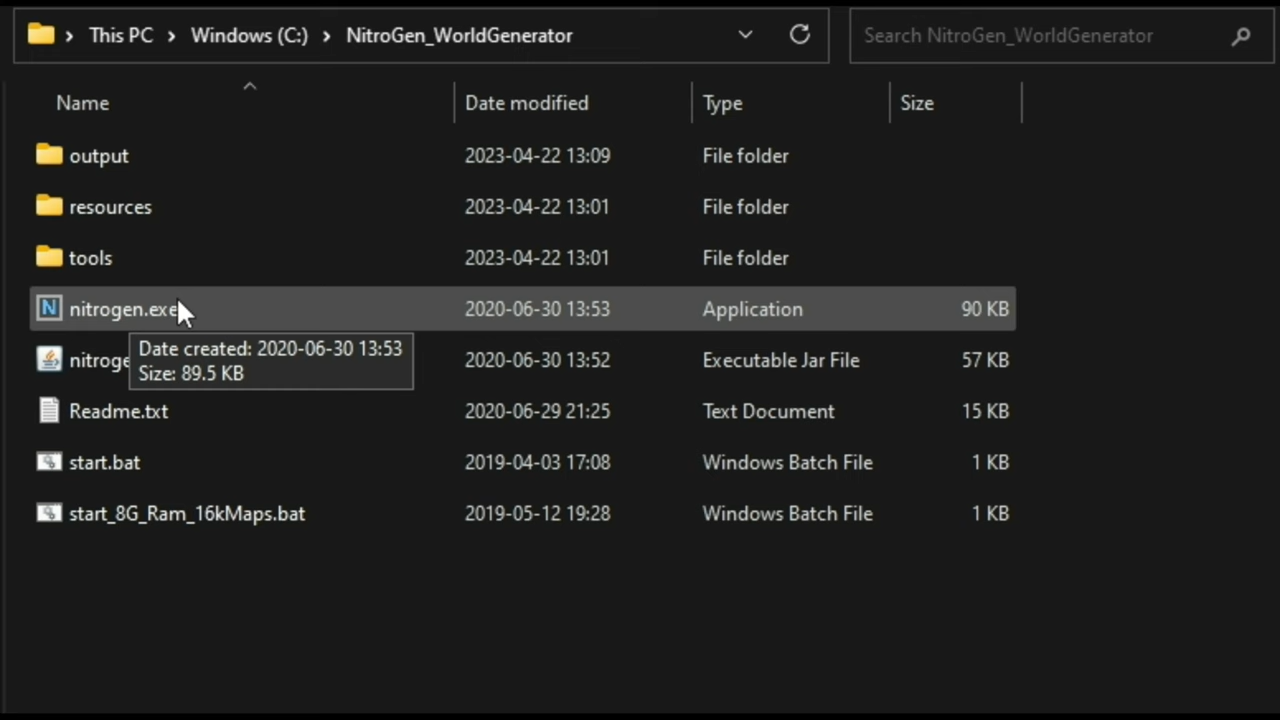 This PC > Windows (C:) > NitroGen_WorldGenerator
Search NitroGen_WorldGenerator
Name Date modified Type Size
output 2023-04-22 13:09 File folder
resources 2023-04-22 13:01 File folder
tools 2023-04-22 13:01 File folder
N nitrogen.exe 2020-06-30 13:53 Application 90 KB
Date created: 2020-06-30 13:53
Size: 89.5 KB
nitroge 2020-06-30 13:52 Executable Jar File 57 KB
Readme.txt 2020-06-29 21:25 Text Document 15 KB
start.bat 2019-04-03 17:08 Windows Batch File 1 KB
start_8G_Ram_16kMaps.bat 2019-05-12 19:28 Windows Batch File 1 KB